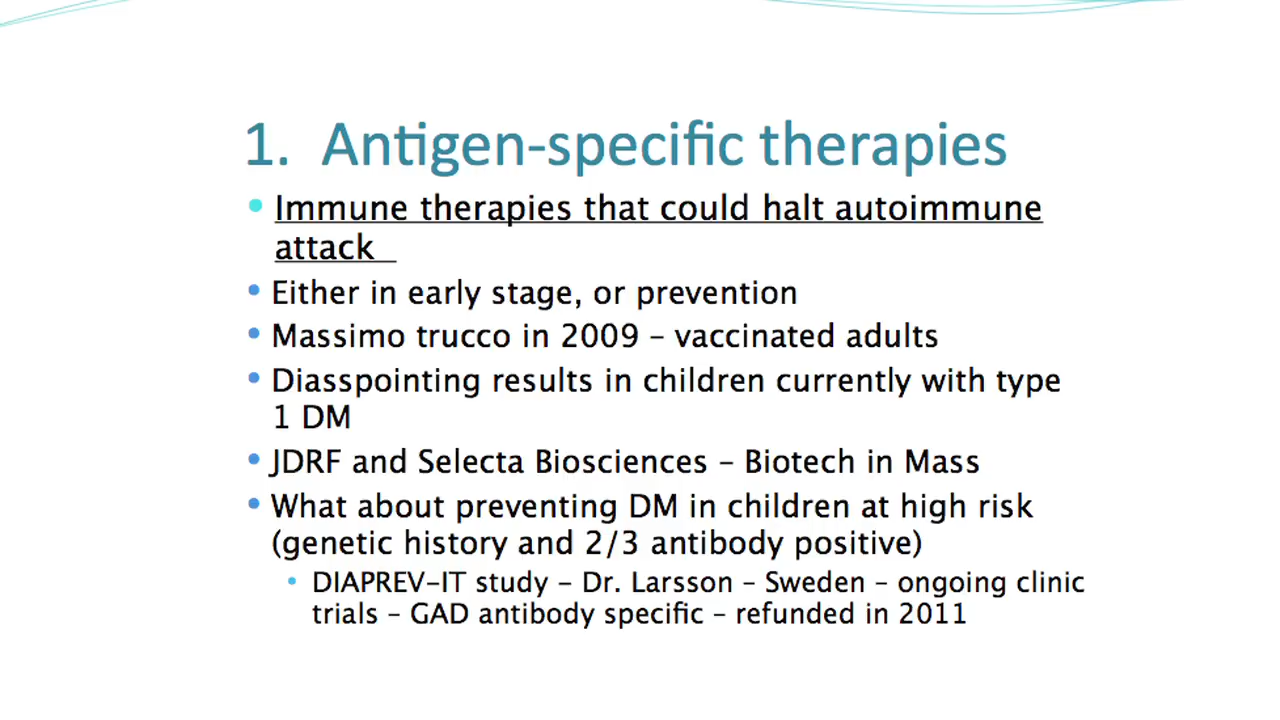 1. Antigen-specific therapies
• Immune therapies that could halt autoimmune
attack
• Either in early stage, or prevention
• Massimo trucco in 2009 – vaccinated adults
• Diasspointing results in children currently with type
1 DM
• JDRF and Selecta Biosciences – Biotech in Mass
• What about preventing DM in children at high risk
(genetic history and 2/3 antibody positive)
• DIAPREV-IT study – Dr. Larsson – Sweden – ongoing clinic
trials – GAD antibody specific – refunded in 2011